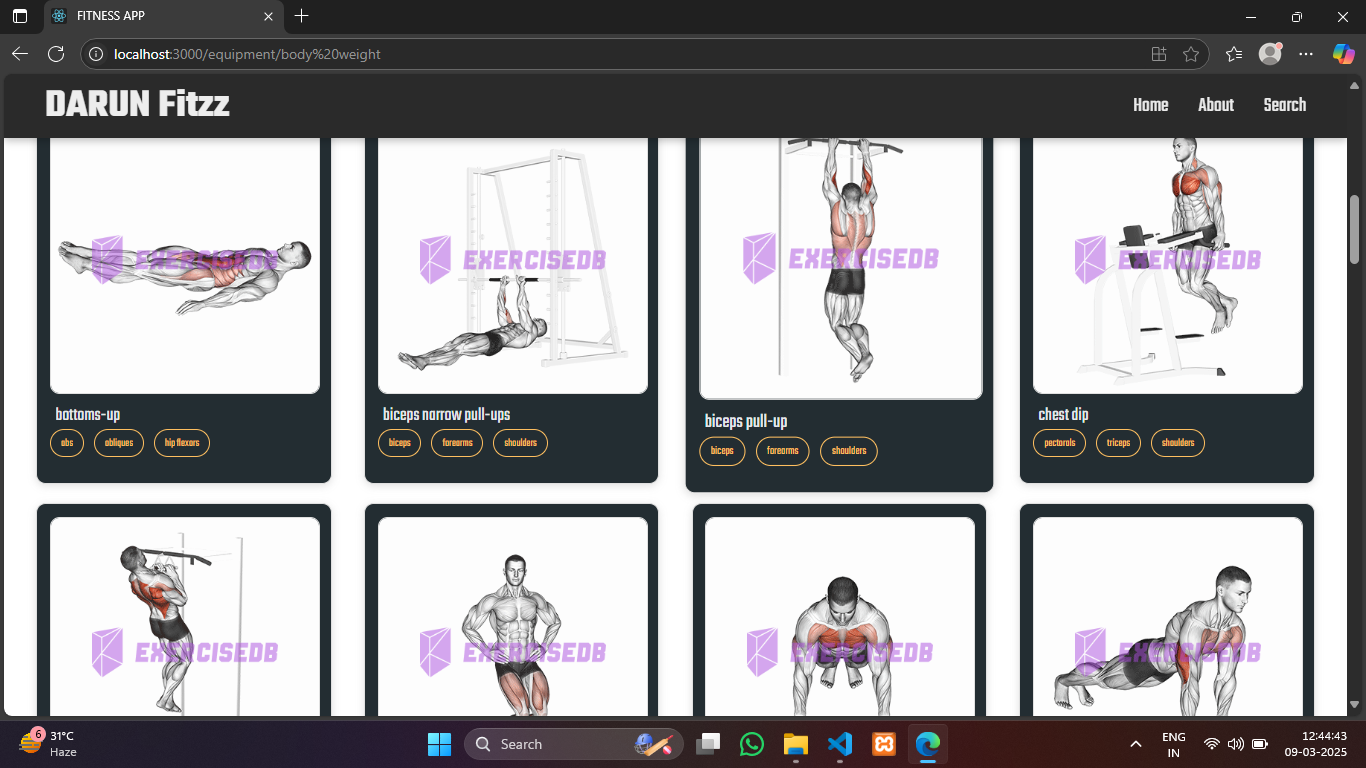 FITNESS APP
localhost:3000/equipment/body%20weight
DARUN Fitzz
Home About Search
EXERCISEDB EXERCISEDB EXERCISEDB EXERCISEDB
bottoms-up
abs obliques hip flexors
biceps narrow pull-ups
biceps forearms shoulders
biceps pull-up
biceps forearms shoulders
chest dip
pectorals triceps shoulders
EXERCISEDB EXERCISEDB EXERCISEDB EXERCISEDB
6
31°C
Haze
Search
ENG
IN
12:44:43
09-03-2025